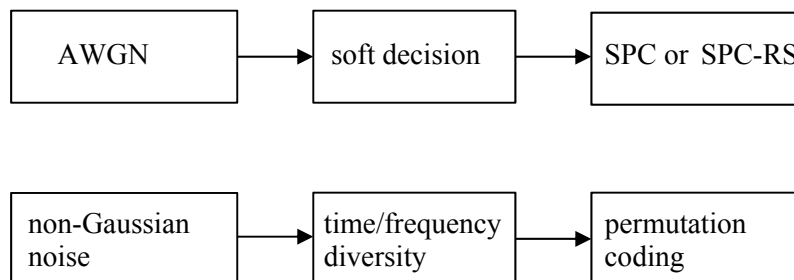 AWGN
soft decision
SPC or SPC-RS
non-Gaussian
noise
time/frequency
diversity
permutation
coding